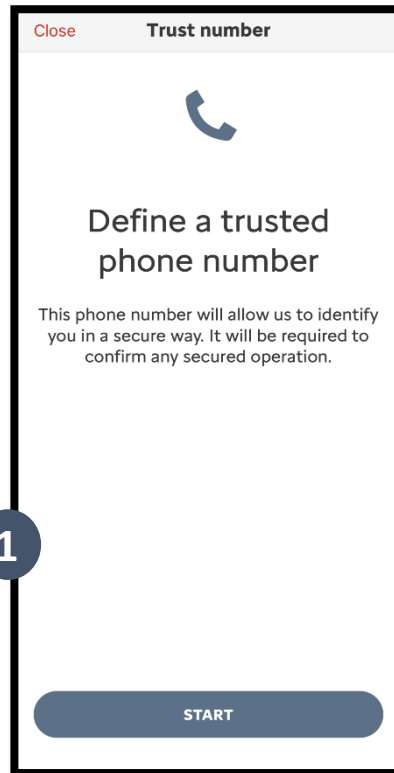 Close Trust number
Define a trusted
phone number
This phone number will allow us to identify
you in a secure way. It will be required to
confirm any secured operation.
1
START